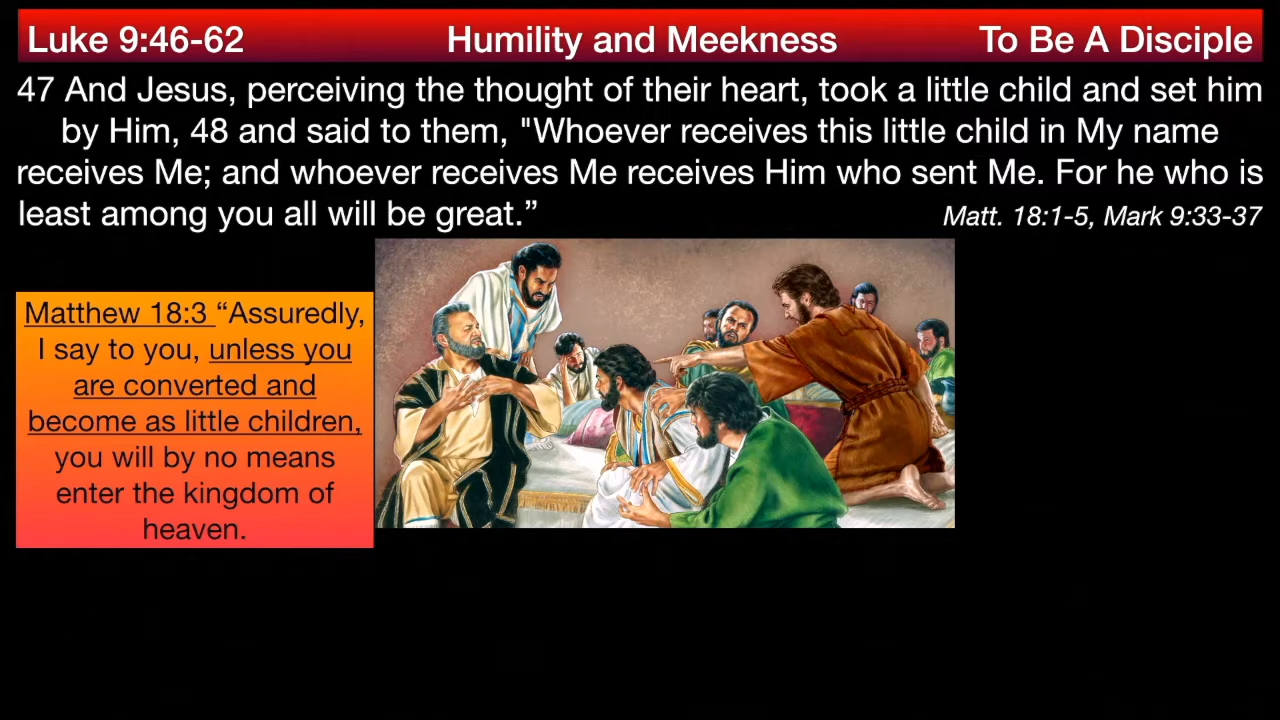 Luke 9:46-62 Humility and Meekness To Be A Disciple
47 And Jesus, perceiving the thought of their heart, took a little child and set him
by Him, 48 and said to them, "Whoever receives this little child in My name
receives Me; and whoever receives Me receives Him who sent Me. For he who is
least among you all will be great.” Matt. 18:1-5, Mark 9:33-37
Matthew 18:3 “Assuredly,
I say to you, unless you
are converted and
become as little children,
you will by no means
enter the kingdom of
heaven.